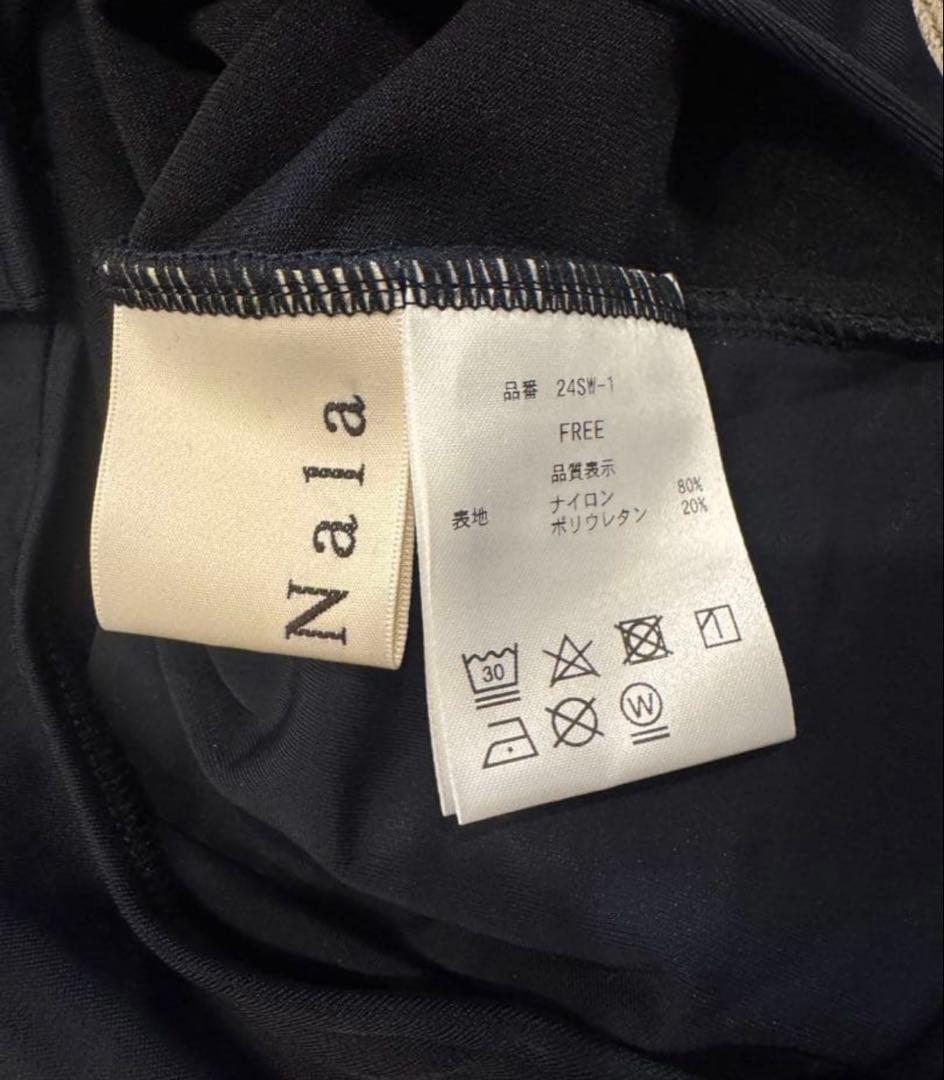 Nala
品番 24SW-1
FREE
品質表示
表地 ナイロン 80%
ポリウレタン 20%
30
W